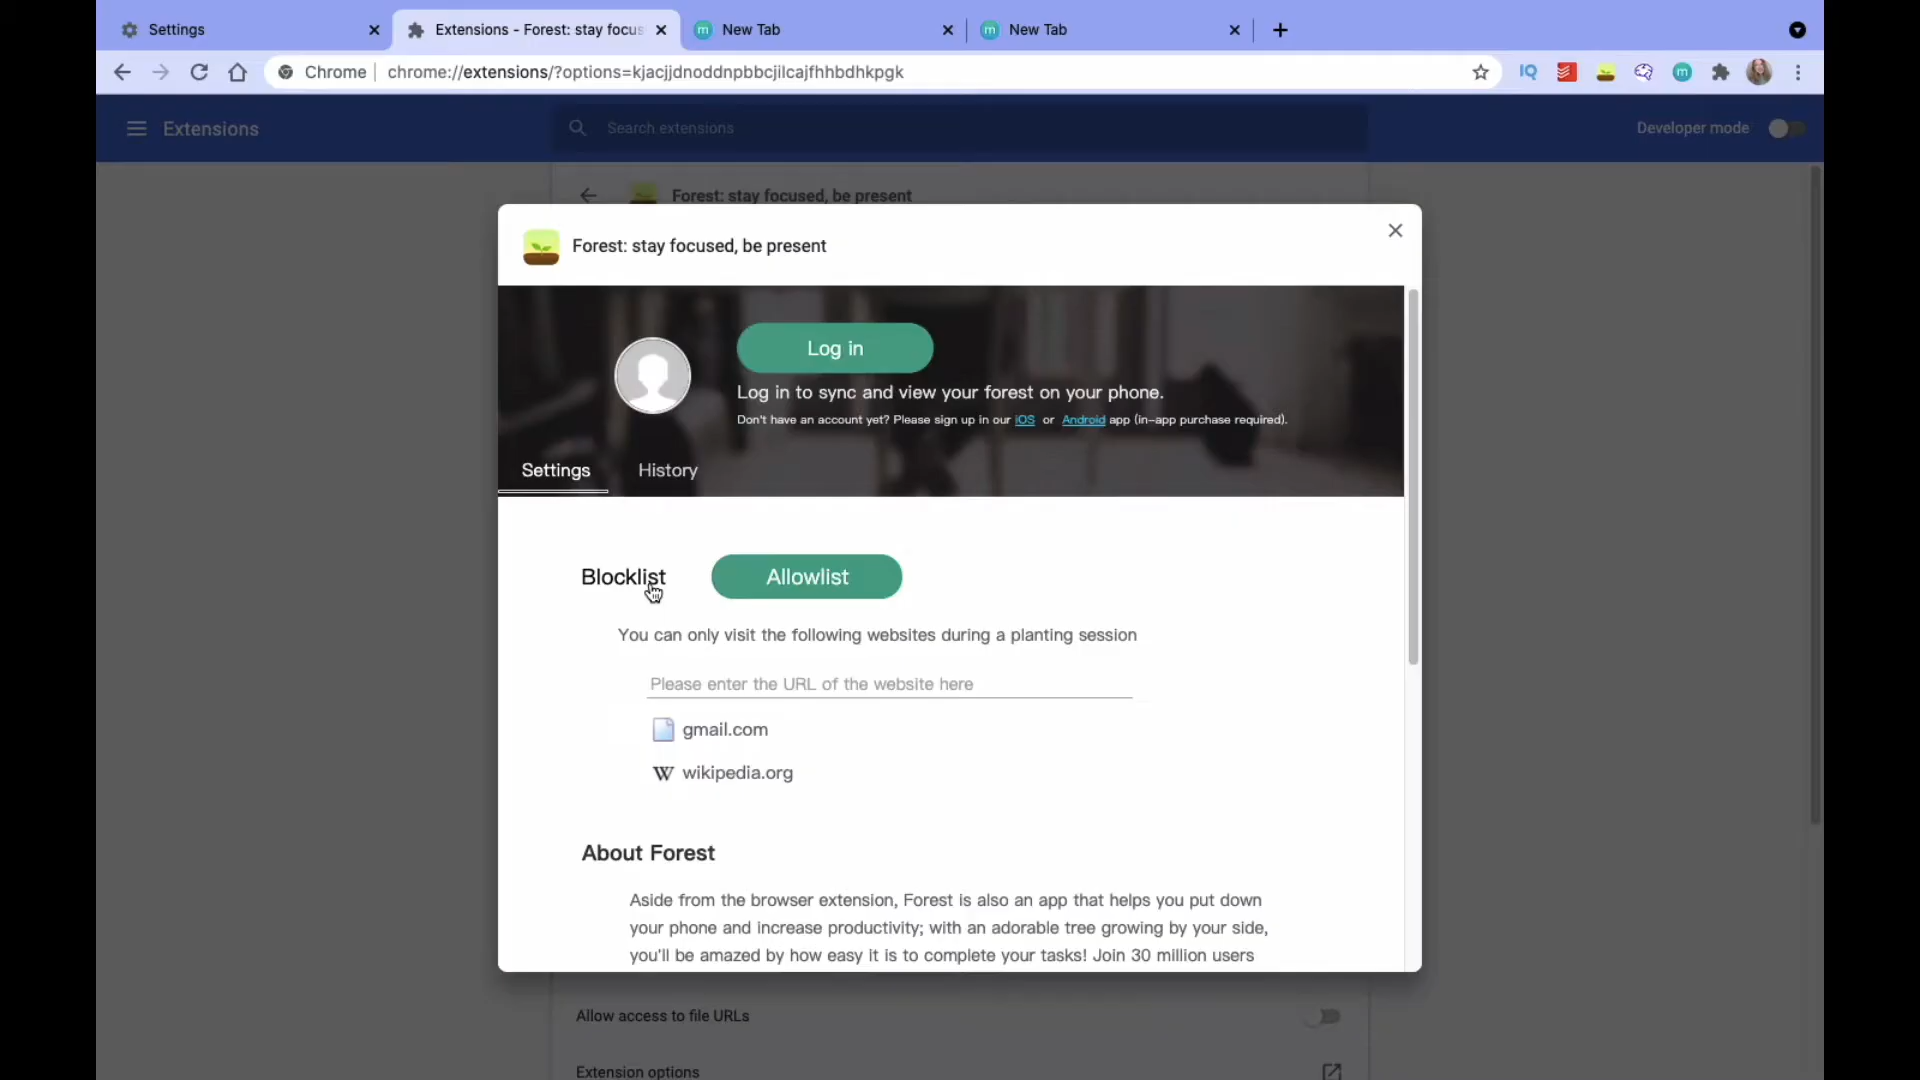 Settings
Extensions - Forest: stay focus
New Tab
New Tab
Chrome
chrome://extensions/?options=kjacjjdnoddnpbbcjilcajfhhbdhkpgk
IQ
m
Extensions
Search extensions
Developer mode
Forest: stay focused, be present
Forest: stay focused, be present
Log in
Log in to sync and view your forest on your phone.
Don't have an account yet? Please sign up in our iOS or Android app (in-app purchase required).
Settings
History
Blocklist
Allowlist
You can only visit the following websites during a planting session
Please enter the URL of the website here
gmail.com
W wikipedia.org
About Forest
Aside from the browser extension, Forest is also an app that helps you put down
your phone and increase productivity; with an adorable tree growing by your side,
you'll be amazed by how easy it is to complete your tasks! Join 30 million users
Allow access to file URLs
Extension options